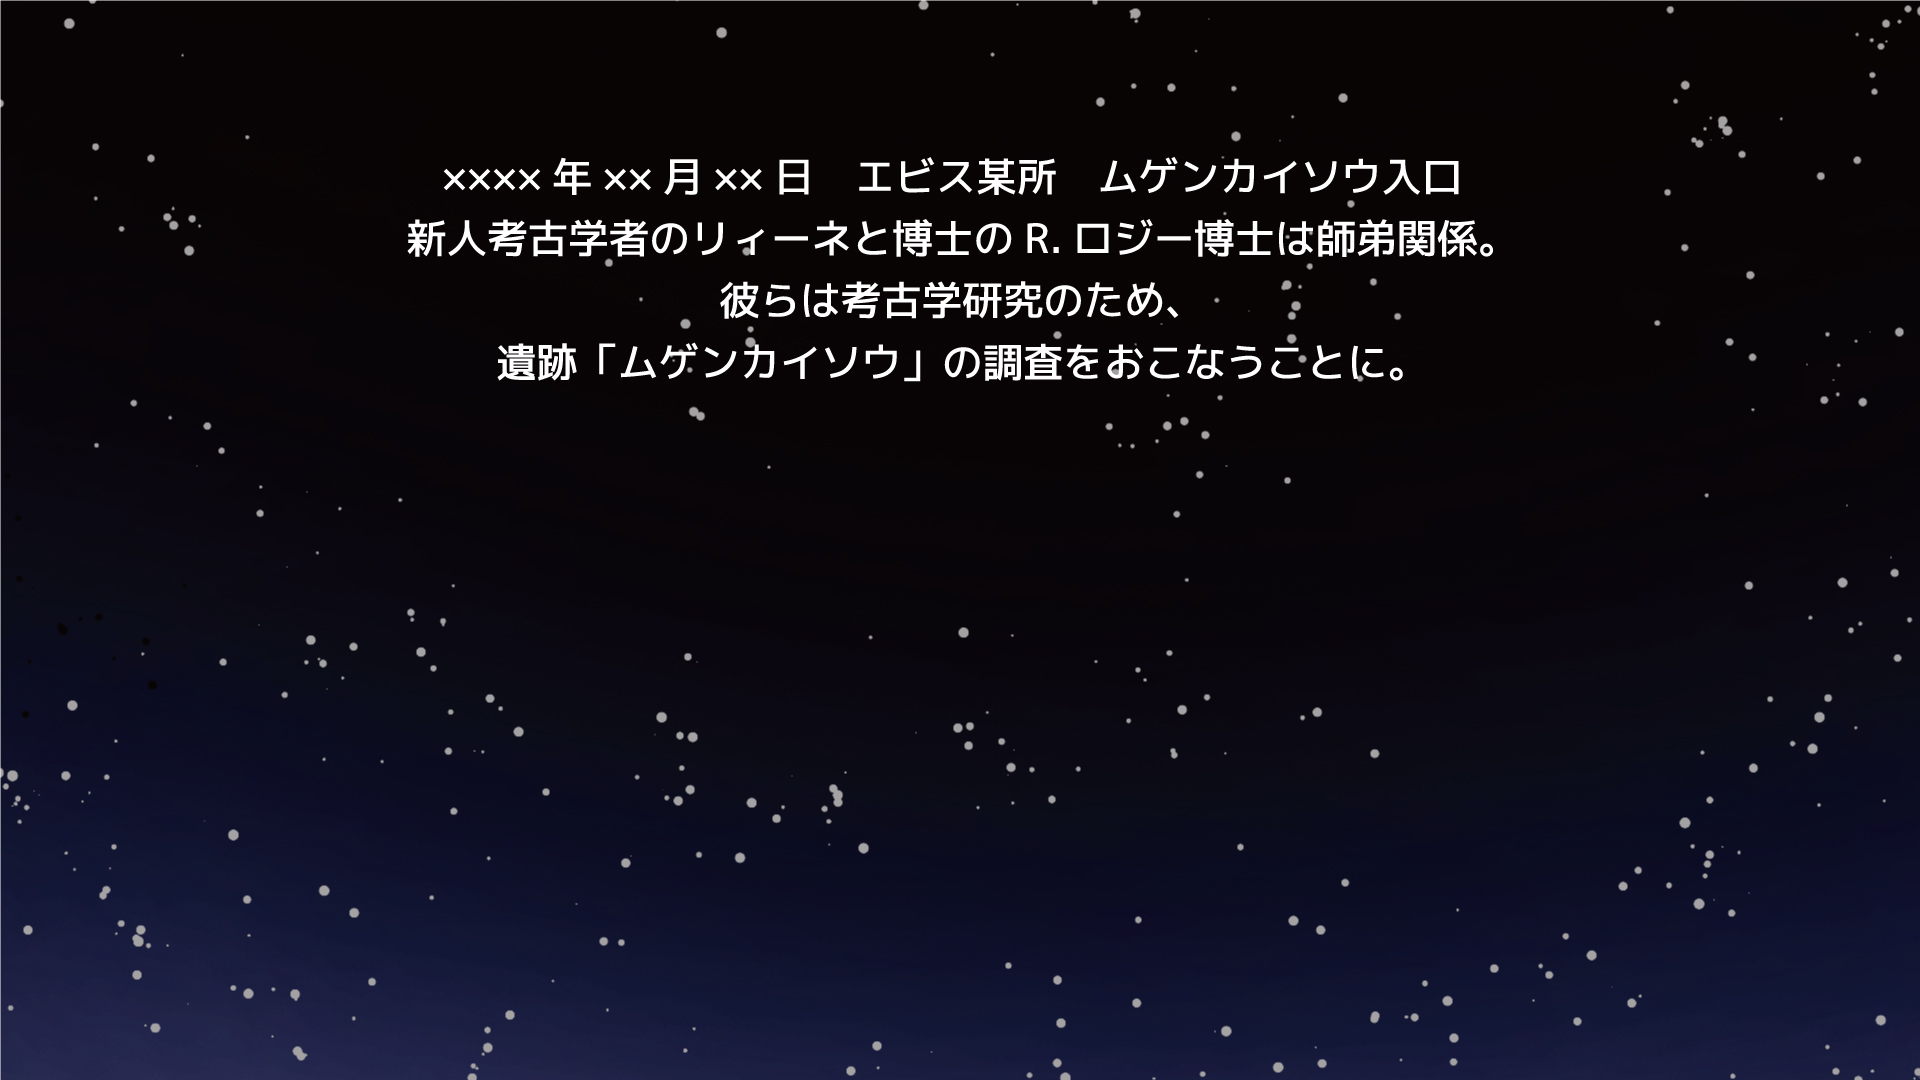 ××××年××月××日　エビス某所　ムゲンカイソウ入口
新人考古学者のリィーネと博士のR.ロジー博士は師弟関係。
彼らは考古学研究のため、
遺跡「ムゲンカイソウ」の調査をおこなうことに。